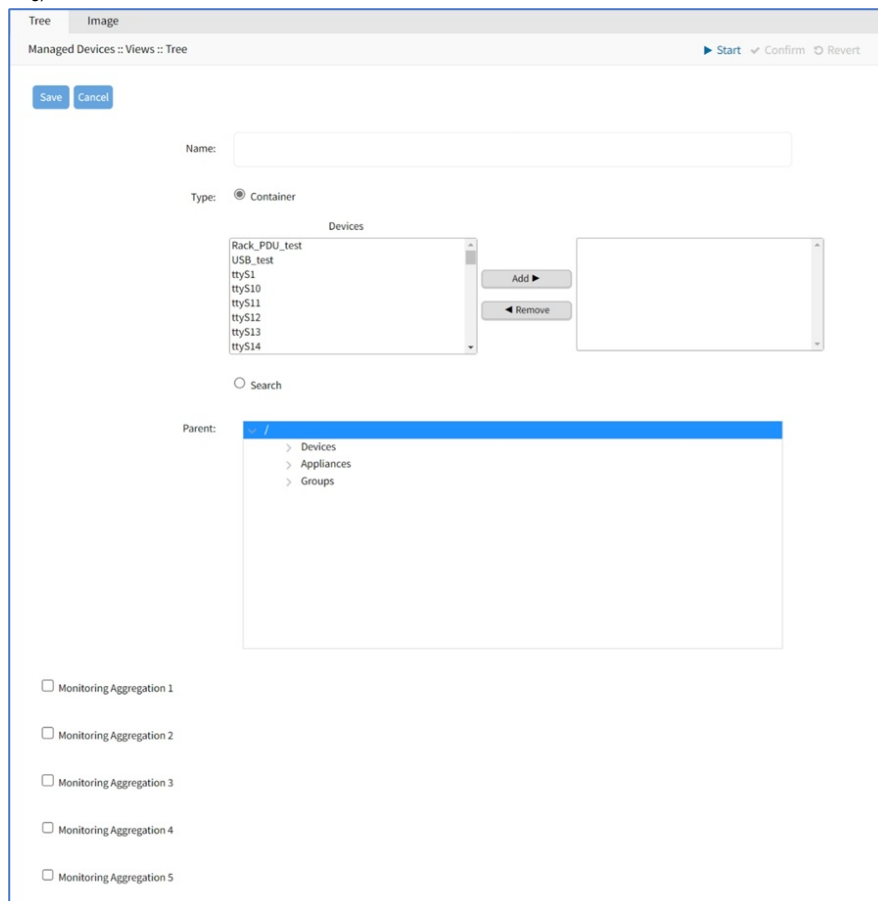 Tree Image
Managed Devices :: Views :: Tree Start Confirm Revert
Save Cancel
Name:
Type: Container
Devices
Rack_PDU_test
USB_test
ttyS1
ttyS10
ttyS11
ttyS12
ttyS13
ttyS14
Add ►
◄ Remove
Search
Parent: /
Devices
Appliances
Groups
Monitoring Aggregation 1
Monitoring Aggregation 2
Monitoring Aggregation 3
Monitoring Aggregation 4
Monitoring Aggregation 5